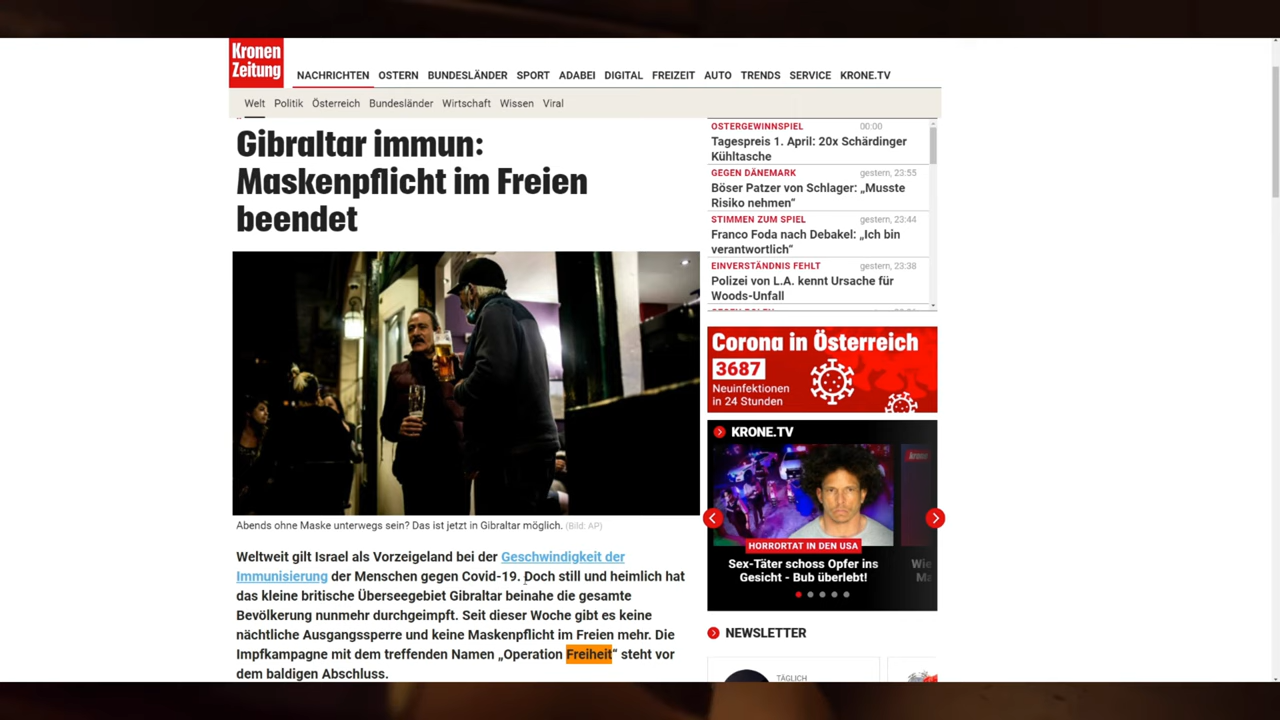 Kronen
Zeitung
NACHRICHTEN OSTERN BUNDESLÄNDER SPORT ADABEI DIGITAL FREIZEIT AUTO TRENDS SERVICE KRONE.TV
Welt Politik Österreich Bundesländer Wirtschaft Wissen Viral
Gibraltar immun:
Maskenpflicht im Freien
beendet
Abends ohne Maske unterwegs sein? Das ist jetzt in Gibraltar möglich. (Bild: AP)
Weltweit gilt Israel als Vorzeigeland bei der Geschwindigkeit der
Immunisierung der Menschen gegen Covid-19. Doch still und heimlich hat
das kleine britische Überseegebiet Gibraltar beinahe die gesamte
Bevölkerung nunmehr durchgeimpft. Seit dieser Woche gibt es keine
nächtliche Ausgangssperre und keine Maskenpflicht im Freien mehr. Die
Impfkampagne mit dem treffenden Namen „Operation Freiheit“ steht vor
dem baldigen Abschluss.
OSTERGEWINNSPIEL 00:00
Tagespreis 1. April: 20x Schärdinger
Kühltasche
GEGEN DÄNEMARK gestern, 23:55
Böser Patzer von Schlager: „Musste
Risiko nehmen“
STIMMEN ZUM SPIEL gestern, 23:44
Franco Foda nach Debakel: „Ich bin
verantwortlich“
EINVERSTÄNDNIS FEHLT gestern, 23:38
Polizei von L.A. kennt Ursache für
Woods-Unfall
Corona in Österreich
3687
Neuinfektionen
in 24 Stunden
KRONE.TV
HORRORTAT IN DEN USA
Sex-Täter schoss Opfer ins
Gesicht - Bub überlebt!
NEWSLETTER
TÄGLICH